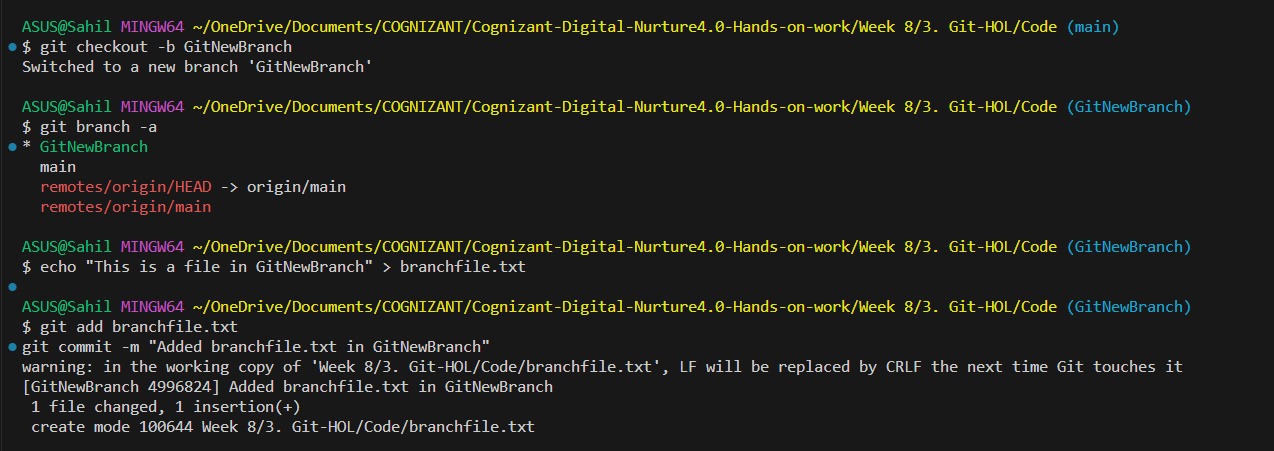 ASUS@Sahil MINGW64 ~/OneDrive/Documents/COGNIZANT/Cognizant-Digital-Nurture4.0-Hands-on-work/Week 8/3. Git-HOL/Code (main)
$ git checkout -b GitNewBranch
Switched to a new branch 'GitNewBranch'
ASUS@Sahil MINGW64 ~/OneDrive/Documents/COGNIZANT/Cognizant-Digital-Nurture4.0-Hands-on-work/Week 8/3. Git-HOL/Code (GitNewBranch)
$ git branch -a
* GitNewBranch
main
remotes/origin/HEAD -> origin/main
remotes/origin/main
ASUS@Sahil MINGW64 ~/OneDrive/Documents/COGNIZANT/Cognizant-Digital-Nurture4.0-Hands-on-work/Week 8/3. Git-HOL/Code (GitNewBranch)
$ echo "This is a file in GitNewBranch" > branchfile.txt
ASUS@Sahil MINGW64 ~/OneDrive/Documents/COGNIZANT/Cognizant-Digital-Nurture4.0-Hands-on-work/Week 8/3. Git-HOL/Code (GitNewBranch)
$ git add branchfile.txt
git commit -m "Added branchfile.txt in GitNewBranch"
warning: in the working copy of 'Week 8/3. Git-HOL/Code/branchfile.txt', LF will be replaced by CRLF the next time Git touches it
[GitNewBranch 4996824] Added branchfile.txt in GitNewBranch
1 file changed, 1 insertion(+)
create mode 100644 Week 8/3. Git-HOL/Code/branchfile.txt